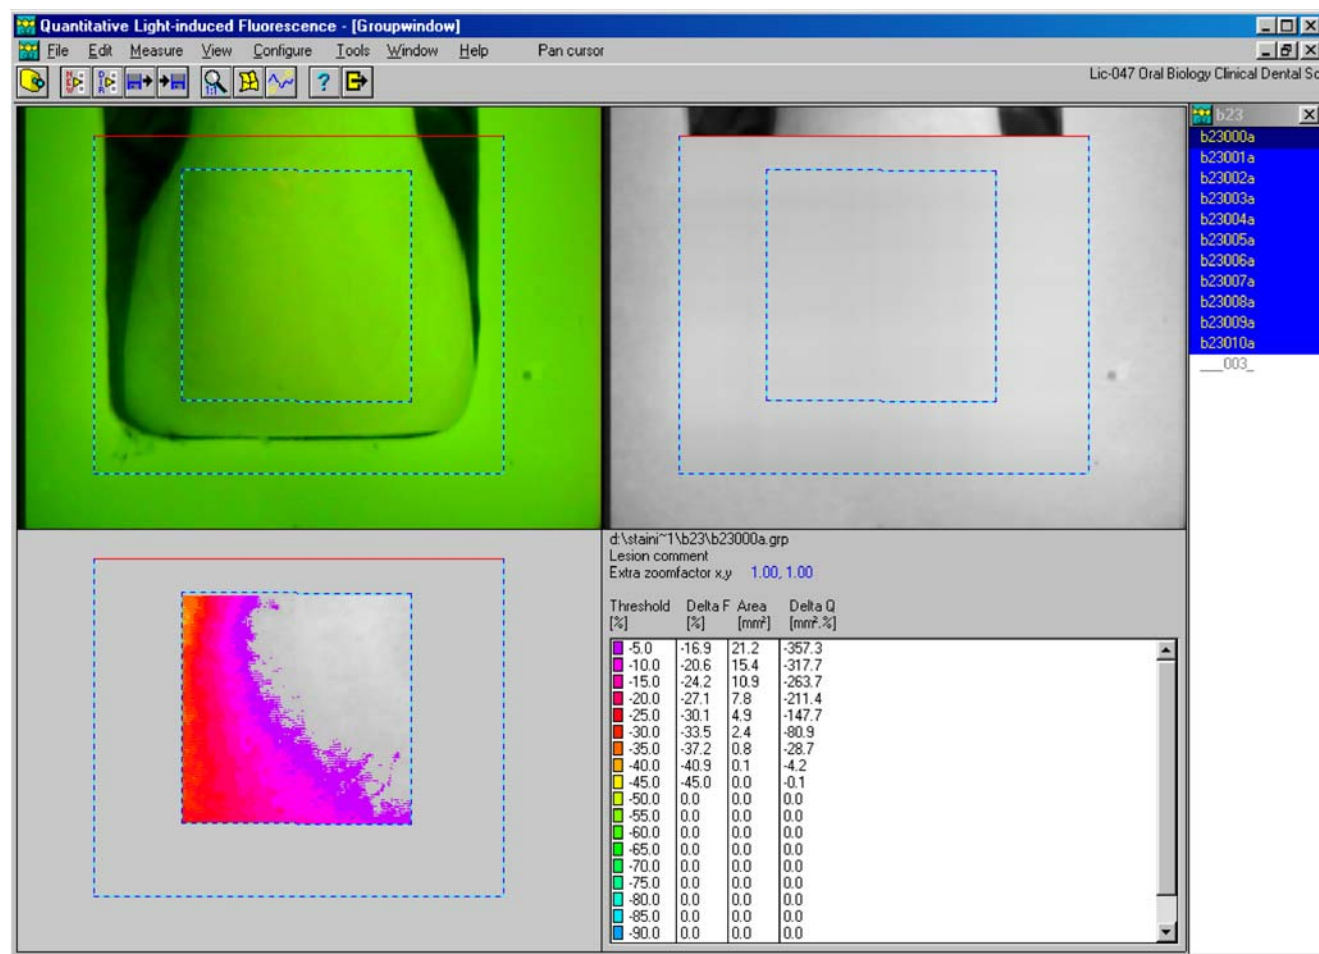 Quantitative Light-induced Fluorescence - [Groupwindow]
File Edit Measure View Configure Tools Window Help Pan cursor
Lic-047 Oral Biology Clinical Dental Sc
b23
b23000a
b23001a
b23002a
b23003a
b23004a
b23005a
b23006a
b23007a
b23008a
b23009a
b23010a
___003_
d:\staini~1\b23\b23000a.grp
Lesion comment
Extra zoomfactor x,y 1.00, 1.00
Threshold Delta F Area Delta Q
[%] [%] [mm²] [mm².%]
-5.0 -16.9 21.2 -357.3
-10.0 -20.6 15.4 -317.7
-15.0 -24.2 10.9 -263.7
-20.0 -27.1 7.8 -211.4
-25.0 -30.1 4.9 -147.7
-30.0 -33.5 2.4 -80.9
-35.0 -37.2 0.8 -28.7
-40.0 -40.9 0.1 -4.2
-45.0 -45.0 0.0 -0.1
-50.0 0.0 0.0 0.0
-55.0 0.0 0.0 0.0
-60.0 0.0 0.0 0.0
-65.0 0.0 0.0 0.0
-70.0 0.0 0.0 0.0
-75.0 0.0 0.0 0.0
-80.0 0.0 0.0 0.0
-85.0 0.0 0.0 0.0
-90.0 0.0 0.0 0.0